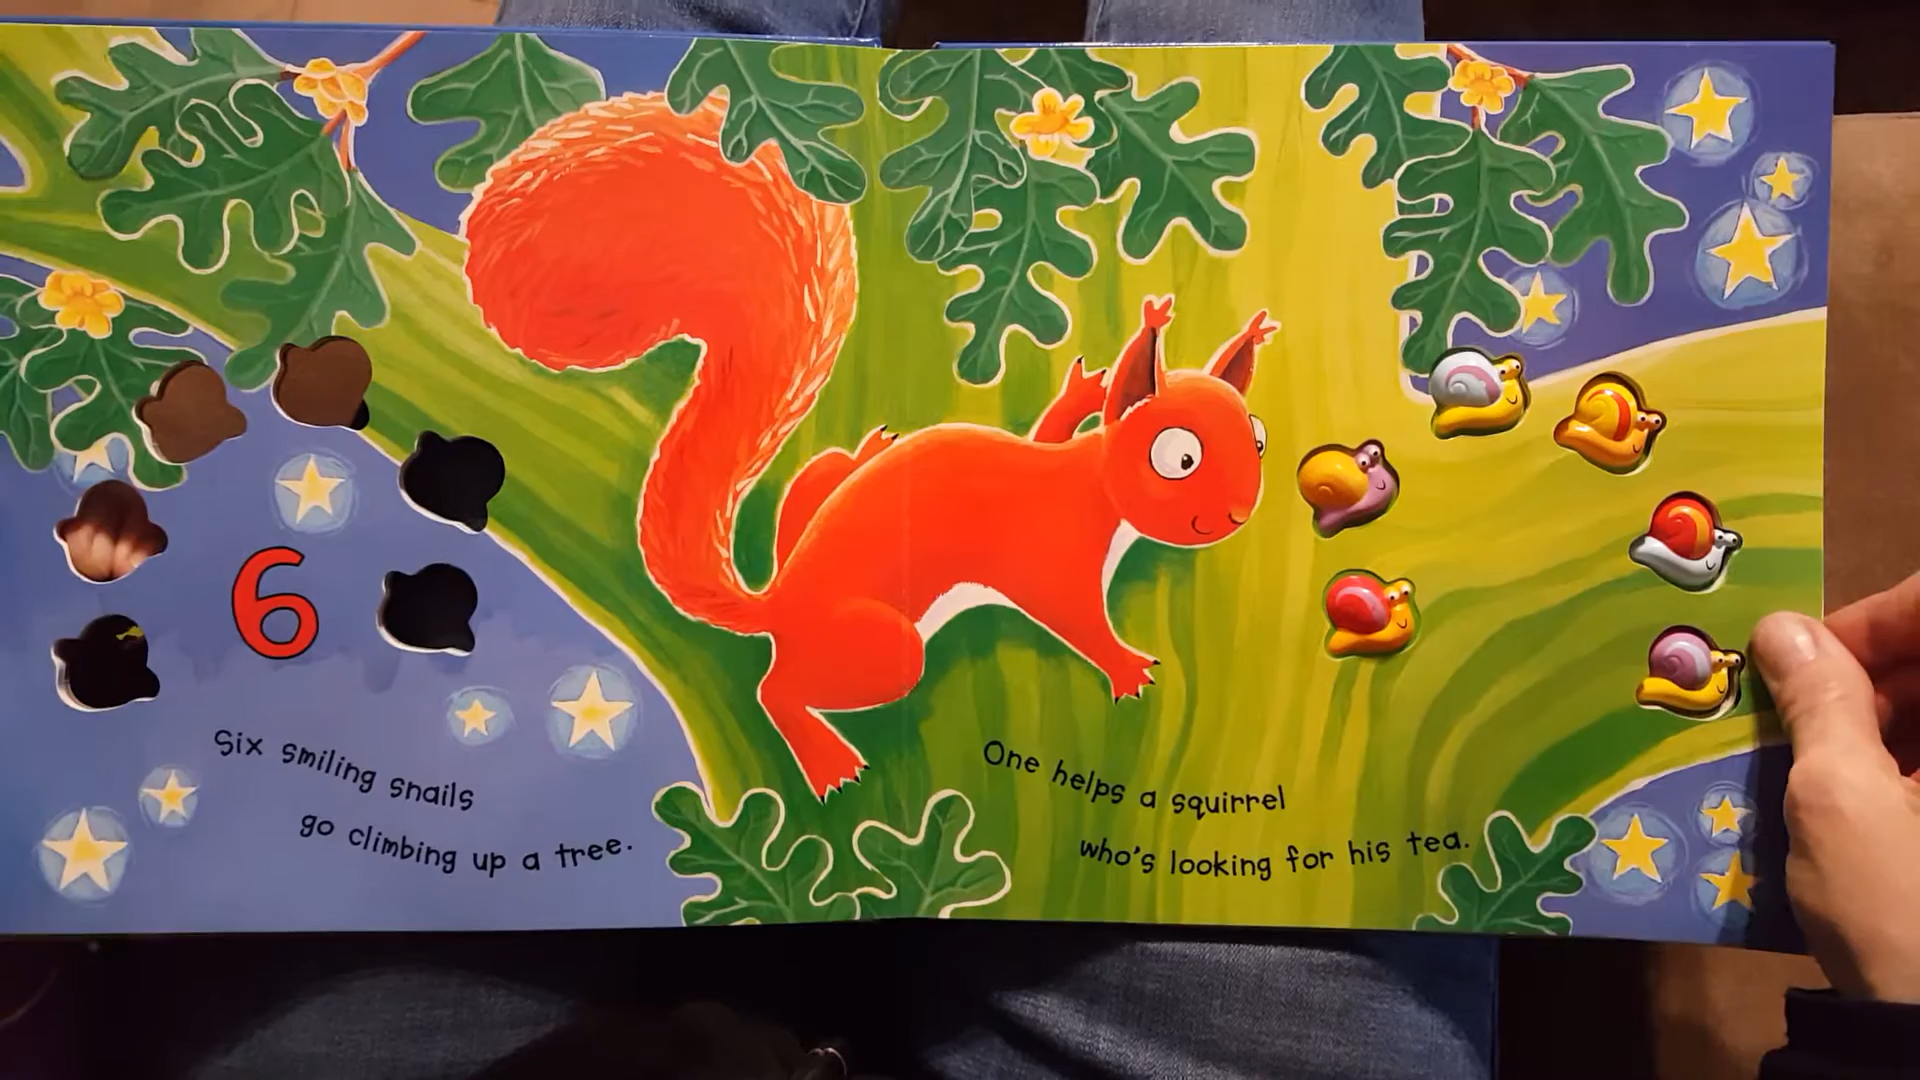 6
Six smiling snails
go climbing up a tree.
One helps a squirrel
who's looking for his tea.